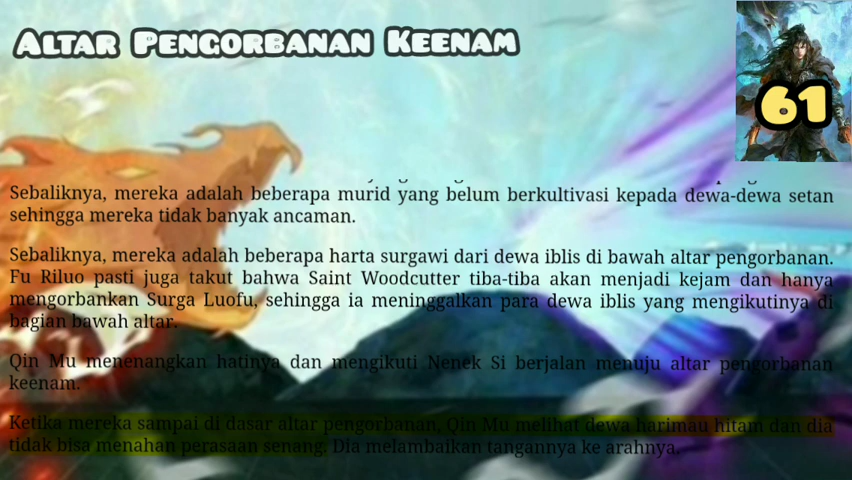 Altar Pengorbanan Keenam
61
Sebaliknya, mereka adalah beberapa murid yang belum berkultivasi kepada dewa-dewa setan
sehingga mereka tidak banyak ancaman.
Sebaliknya, mereka adalah beberapa harta surgawi dari dewa iblis di bawah altar pengorbanan.
Fu Riluo pasti juga takut bahwa Saint Woodcutter tiba-tiba akan menjadi kejam dan hanya
mengorbankan Surga Luofu, sehingga ia meninggalkan para dewa iblis yang mengikutinya di
bagian bawah altar.
Qin Mu menenangkan hatinya dan mengikuti Nenek Si berjalan menuju altar pengorbanan
keenam.
Ketika mereka sampai di dasar altar pengorbanan, Qin Mu melihat dewa harimau hitam dan dia
tidak bisa menahan perasaan senang. Dia melambaikan tangannya ke arahnya.